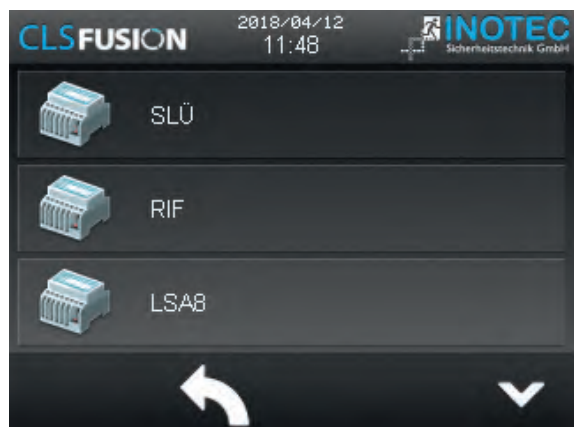 CLSFUSION
2018/04/12
11:48
INOTEC
Sicherheitstechnik GmbH
SLÜ
RIF
LSA8